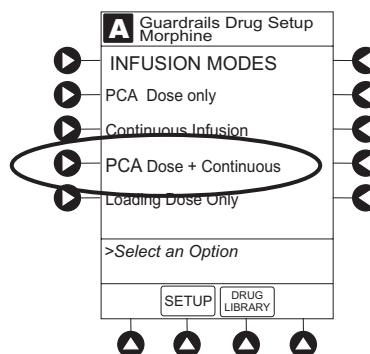 A Guardrails Drug Setup
Morphine
INFUSION MODES
PCA Dose only
Continuous Infusion
PCA Dose + Continuous
Loading Dose Only
>Select an Option
SETUP DRUG
LIBRARY